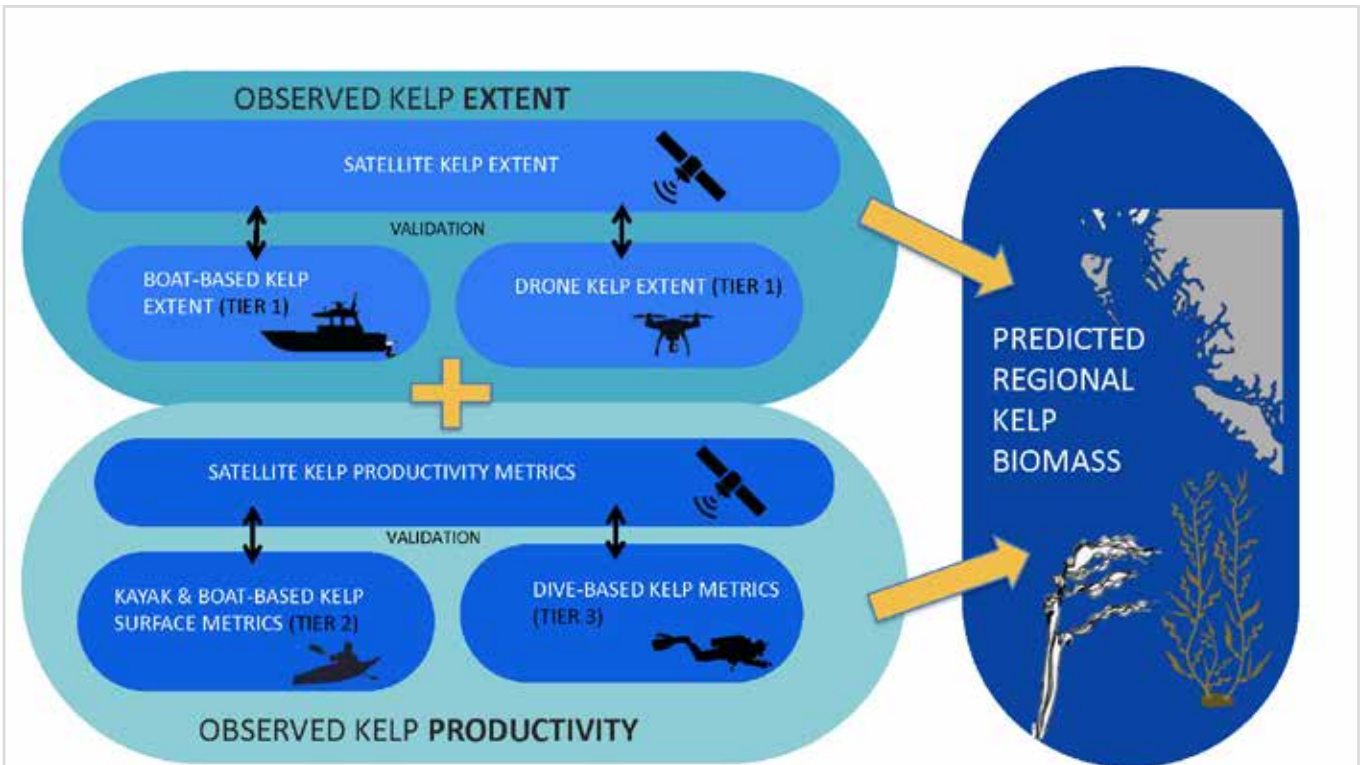 OBSERVED KELP EXTENT
SATELLITE KELP EXTENT
VALIDATION
BOAT-BASED KELP
EXTENT (TIER 1)
DRONE KELP EXTENT (TIER 1)
SATELLITE KELP PRODUCTIVITY METRICS
VALIDATION
KAYAK & BOAT-BASED KELP
SURFACE METRICS (TIER 2)
DIVE-BASED KELP METRICS
(TIER 3)
OBSERVED KELP PRODUCTIVITY
PREDICTED
REGIONAL
KELP
BIOMASS